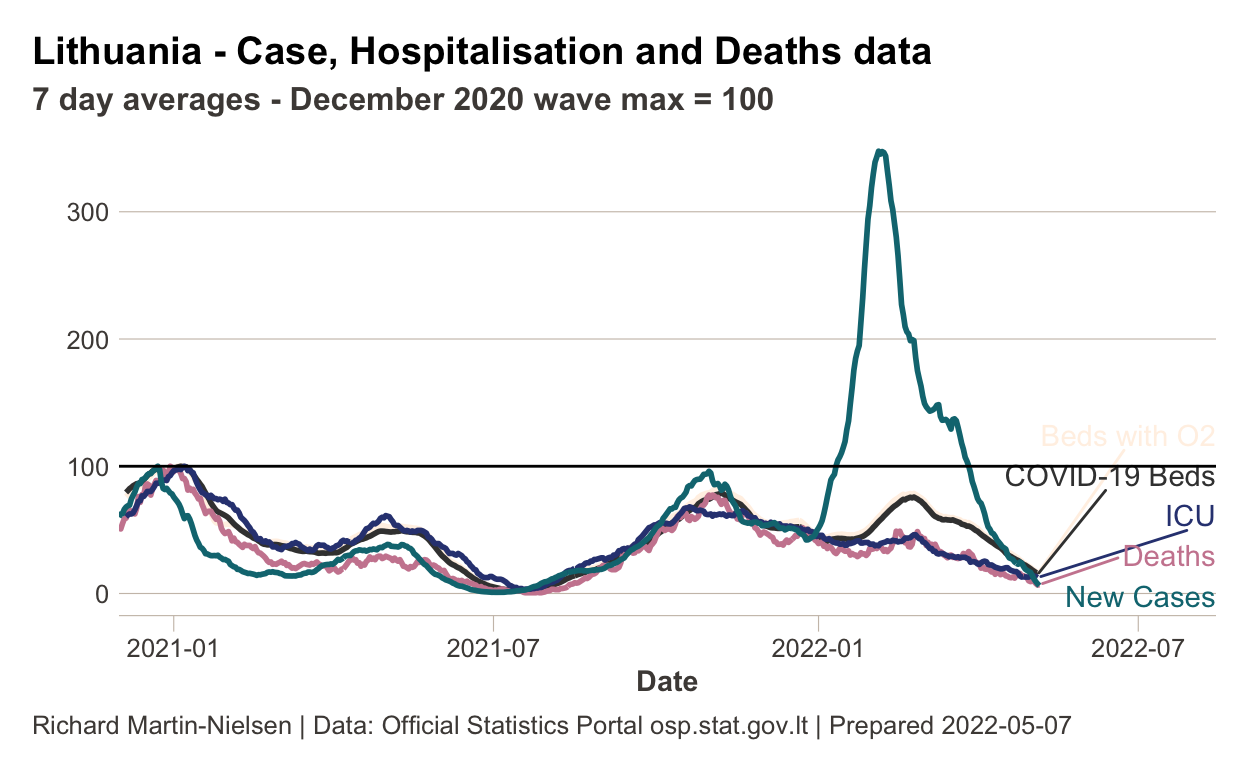 Lithuania - Case, Hospitalisation and Deaths data
7 day averages - December 2020 wave max = 100
300
200
100
0
Beds with O2
COVID-19 Beds
ICU
Deaths
New Cases
2021-01
2021-07
2022-01
2022-07
Date
Richard Martin-Nielsen | Data: Official Statistics Portal osp.stat.gov.lt | Prepared 2022-05-07